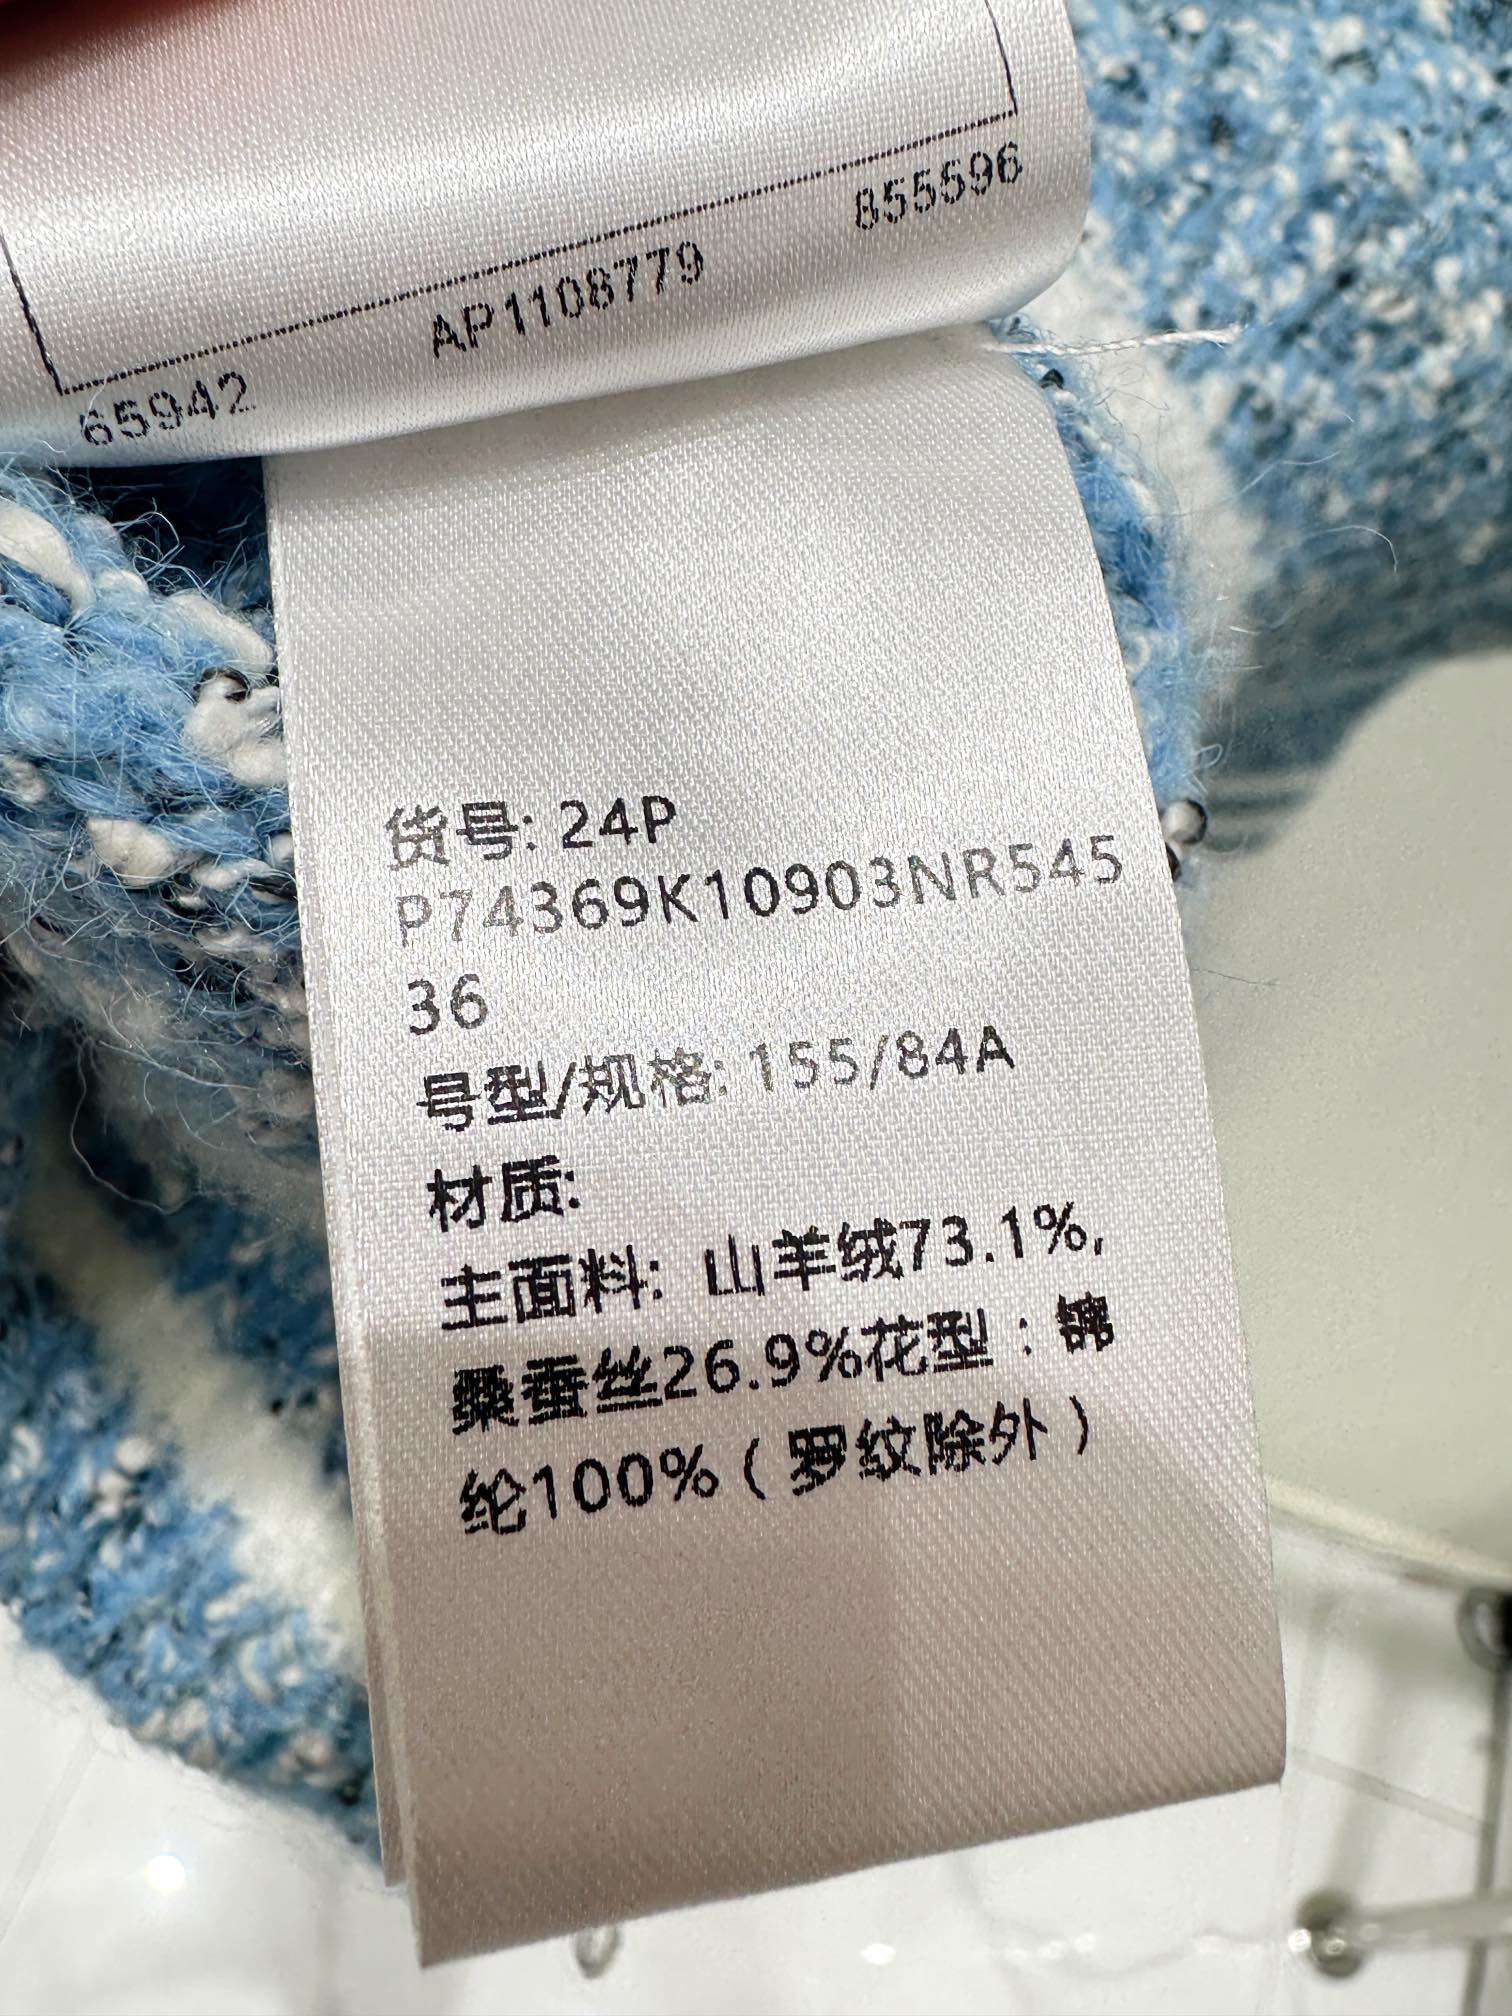 855596
AP1108779
65942
货号: 24P
P74369K10903NR545
36
号型/规格: 155/84A
材质:
主面料: 山羊绒73.1%,
桑蚕丝26.9%花型：锦
纶100%（罗纹除外）